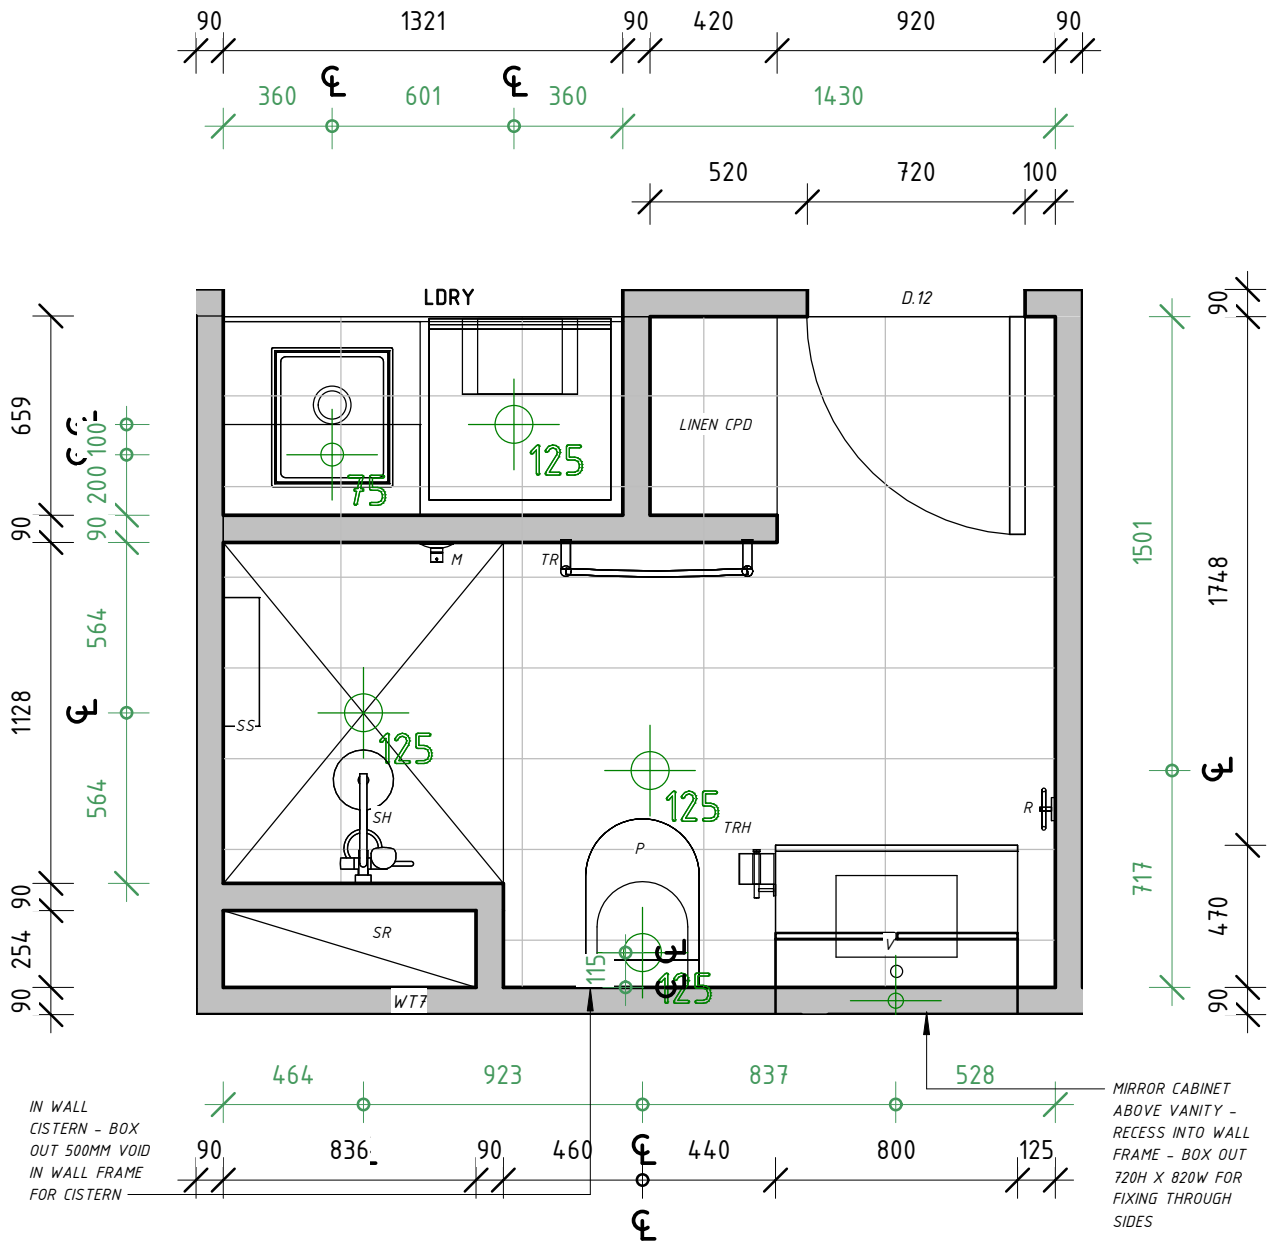 90 1321 90 420 920 90
℄ ℄
360 601 360 1430
520 720 100
LDRY D.12
90
659 ℄ 100
℄ 200
LINEN CPD
125
75
90 90
M TR
1501 1748
564
1128 ℄
SS
125
℄
564
SH
125
R
TRH
P
90
717
470
254
SR
V
115 ℄
℄
125
90
WT7
90
464 923 837 528
IN WALL
CISTERN - BOX
OUT 500MM VOID
IN WALL FRAME
FOR CISTERN
MIRROR CABINET
ABOVE VANITY -
RECESS INTO WALL
FRAME - BOX OUT
720H X 820W FOR
FIXING THROUGH
SIDES
90 836 90 460 ℄ 440 800 125
℄